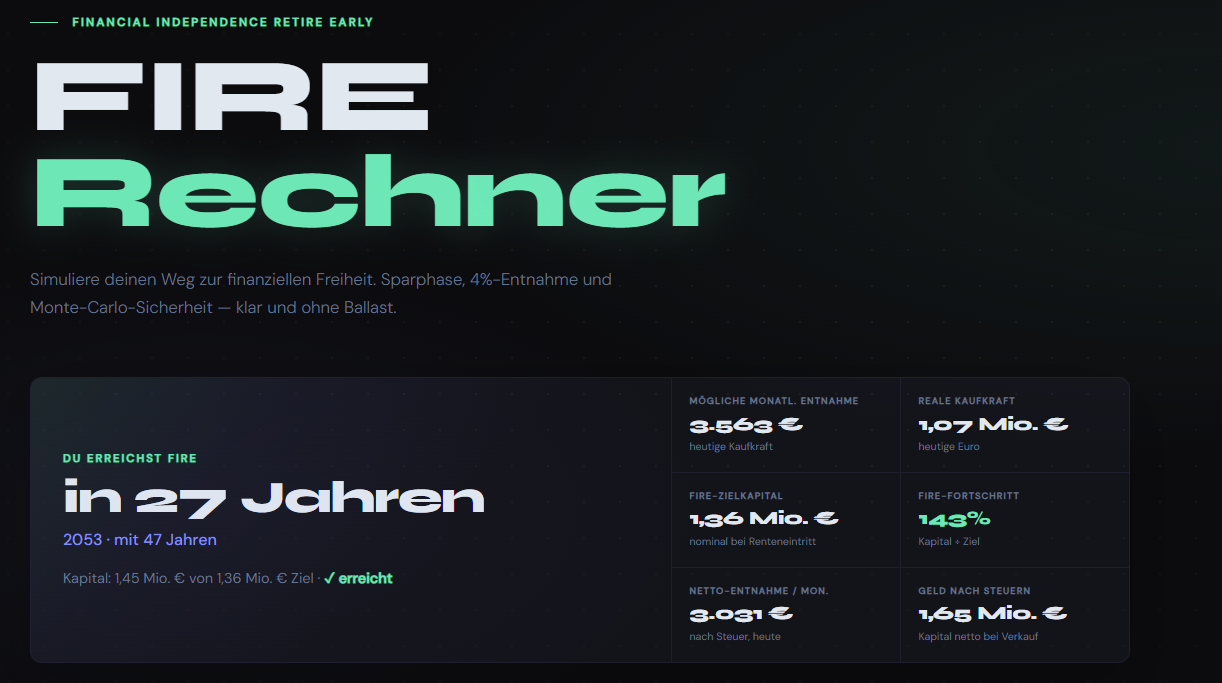 FINANCIAL INDEPENDENCE RETIRE EARLY
FIRE
Rechner
Simuliere deinen Weg zur finanziellen Freiheit. Sparphase, 4%-Entnahme und
Monte-Carlo-Sicherheit — klar und ohne Ballast.
DU ERREICHST FIRE
in 27 Jahren
2053 · mit 47 Jahren
Kapital: 1,45 Mio. € von 1,36 Mio. € Ziel · ✓ erreicht
MÖGLICHE MONATL. ENTNAHME
3.563 €
heutige Kaufkraft
REALE KAUFKRAFT
1,07 Mio. €
heutige Euro
FIRE-ZIELKAPITAL
1,36 Mio. €
nominal bei Renteneintritt
FIRE-FORTSCHRITT
143%
Kapital ÷ Ziel
NETTO-ENTNAHME / MON.
3.031 €
nach Steuer, heute
GELD NACH STEUERN
1,65 Mio. €
Kapital netto bei Verkauf